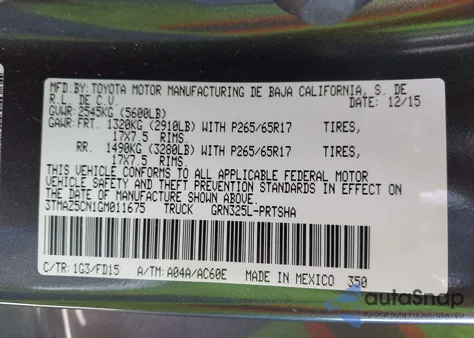 MFD.BY: TOYOTA MOTOR MANUFACTURING DE BAJA CALIFORNIA, S. DE
R.L. DE C.V. DATE: 12/15
GVWR: 2545KG (5600LB)
GAWR: FRT. 1320KG (2910LB) WITH P265/65R17 TIRES,
17X7.5 RIMS.
RR. 1490KG (3280LB) WITH P265/65R17 TIRES,
17X7.5 RIMS.
THIS VEHICLE CONFORMS TO ALL APPLICABLE FEDERAL MOTOR
VEHICLE SAFETY AND THEFT PREVENTION STANDARDS IN EFFECT ON
THE DATE OF MANUFACTURE SHOWN ABOVE.
3TMAZ5CN1GM011675 TRUCK GRN325L-PRTSHA
C/TR: 1G3/FD15 A/TM: A04A/AC60E MADE IN MEXICO 350
autoSnap